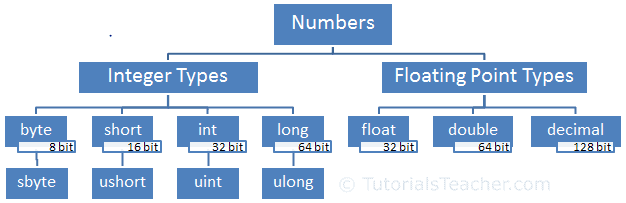 Numbers
Integer Types
Floating Point Types
byte
8 bit
short
16 bit
int
32 bit
long
64 bit
float
32 bit
double
64 bit
decimal
128 bit
sbyte
ushort
uint
ulong
© TutorialsTeacher.com